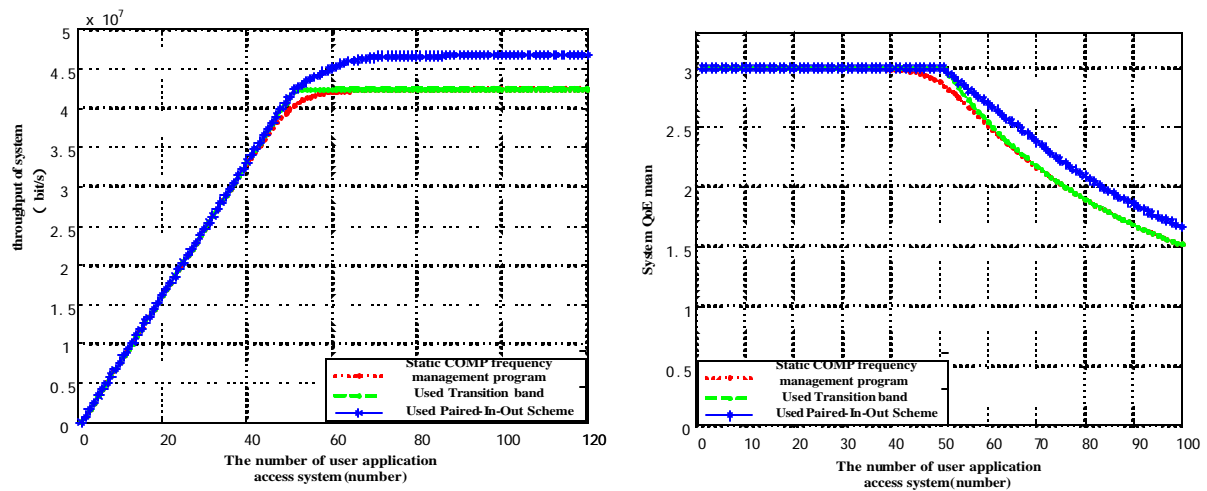 x 10^7
5
4.5
4
3.5
3
2.5
2
1.5
1
0.5
0
0 20 40 60 80 100 120
throughput of system
( bit/s)
The number of user application
access system(number)
Static COMP frequency
management program
Used Transition band
Used Paired-In-Out Scheme
3
2.5
2
1.5
1
0.5
0
0 10 20 30 40 50 60 70 80 90 100
System QoE mean
The number of user application
access system(number)
Static COMP frequency
management program
Used Transition band
Used Paired-In-Out Scheme